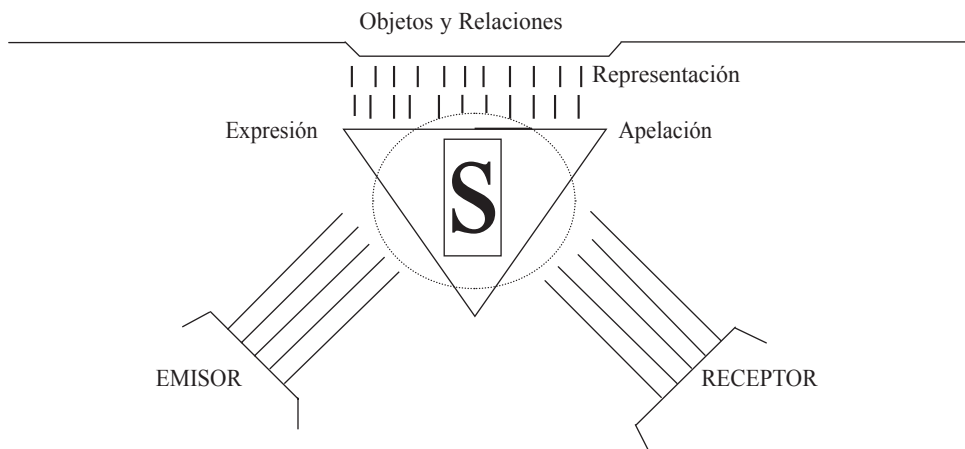 Objetos y Relaciones
Representación
Expresión
Apelación
S
EMISOR
RECEPTOR